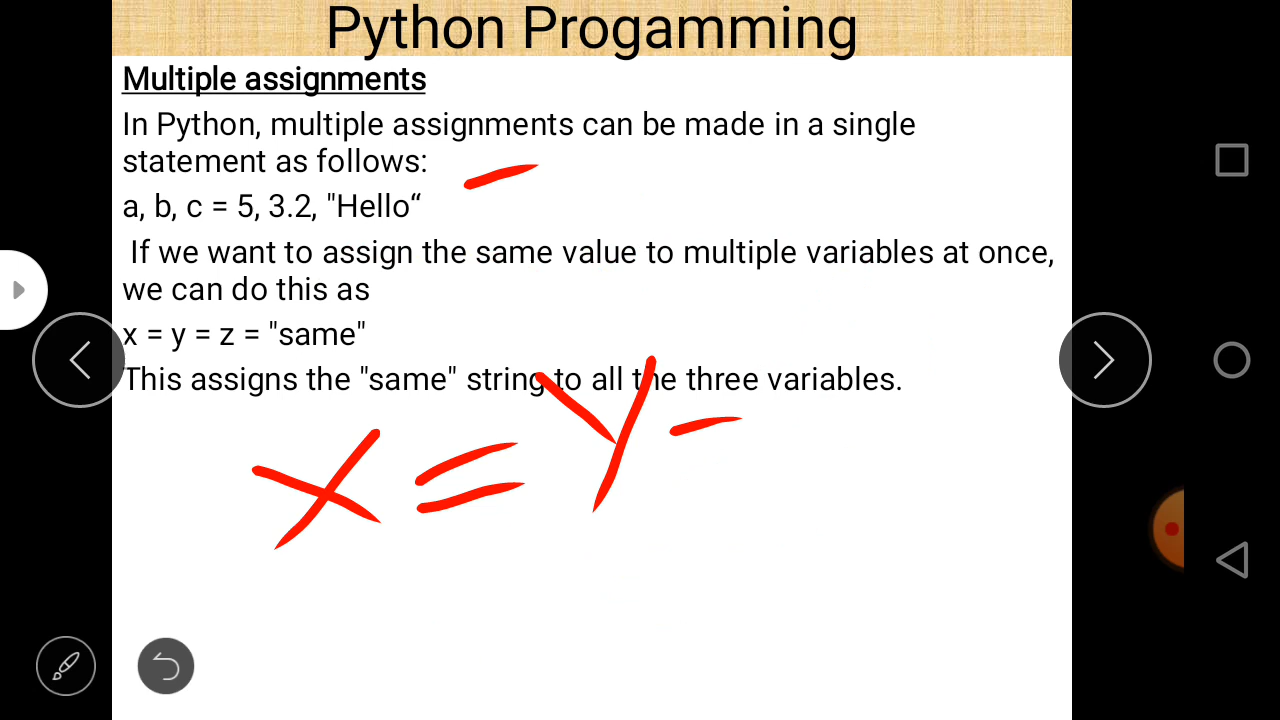 Python Progamming
Multiple assignments
In Python, multiple assignments can be made in a single
statement as follows:
a, b, c = 5, 3.2, "Hello“
If we want to assign the same value to multiple variables at once,
we can do this as
x = y = z = "same"
This assigns the "same" string to all the three variables.
x = y -